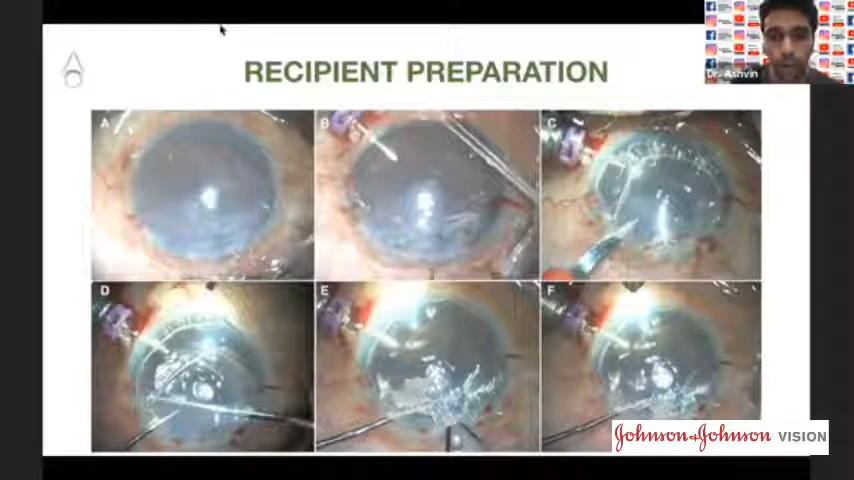 Dr. Ashvin
RECIPIENT PREPARATION
A
B
C
D
E
F
Johnson+Johnson VISION